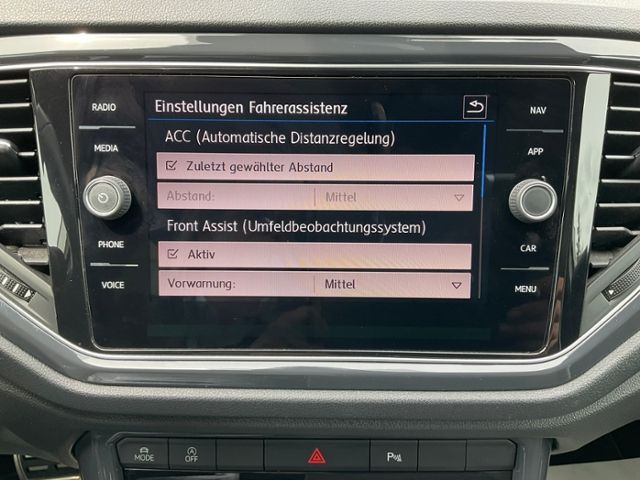 RADIO
MEDIA
PHONE
VOICE
Einstellungen Fahrerassistenz
ACC (Automatische Distanzregelung)
Zuletzt gewählter Abstand
Abstand: Mittel
Front Assist (Umfeldbeobachtungssystem)
Aktiv
Vorwarnung: Mittel
NAV
APP
CAR
MENU
MODE
A OFF
P